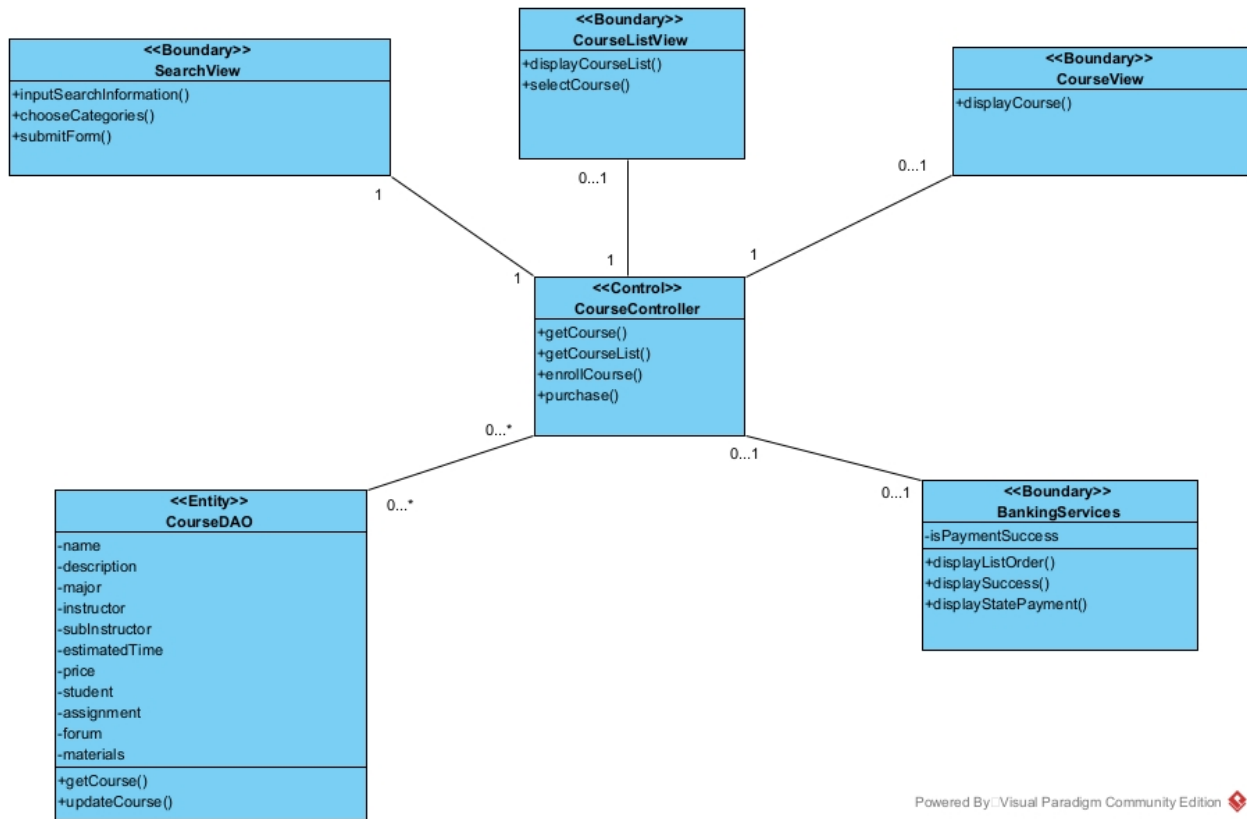 <<Boundary>>
SearchView
+inputSearchInformation()
+chooseCategories()
+submitForm()
<<Boundary>>
CourseListView
+displayCourseList()
+selectCourse()
<<Boundary>>
CourseView
+displayCourse()
1
0...1
0...1
1
1
1
<<Control>>
CourseController
+getCourse()
+getCourseList()
+enrollCourse()
+purchase()
0...*
0...*
0...1
0...1
<<Entity>>
CourseDAO
-name
-description
-major
-instructor
-subInstructor
-estimatedTime
-price
-student
-assignment
-forum
-materials
+getCourse()
+updateCourse()
<<Boundary>>
BankingServices
-isPaymentSuccess
+displayListOrder()
+displaySuccess()
+displayStatePayment()
Powered By Visual Paradigm Community Edition